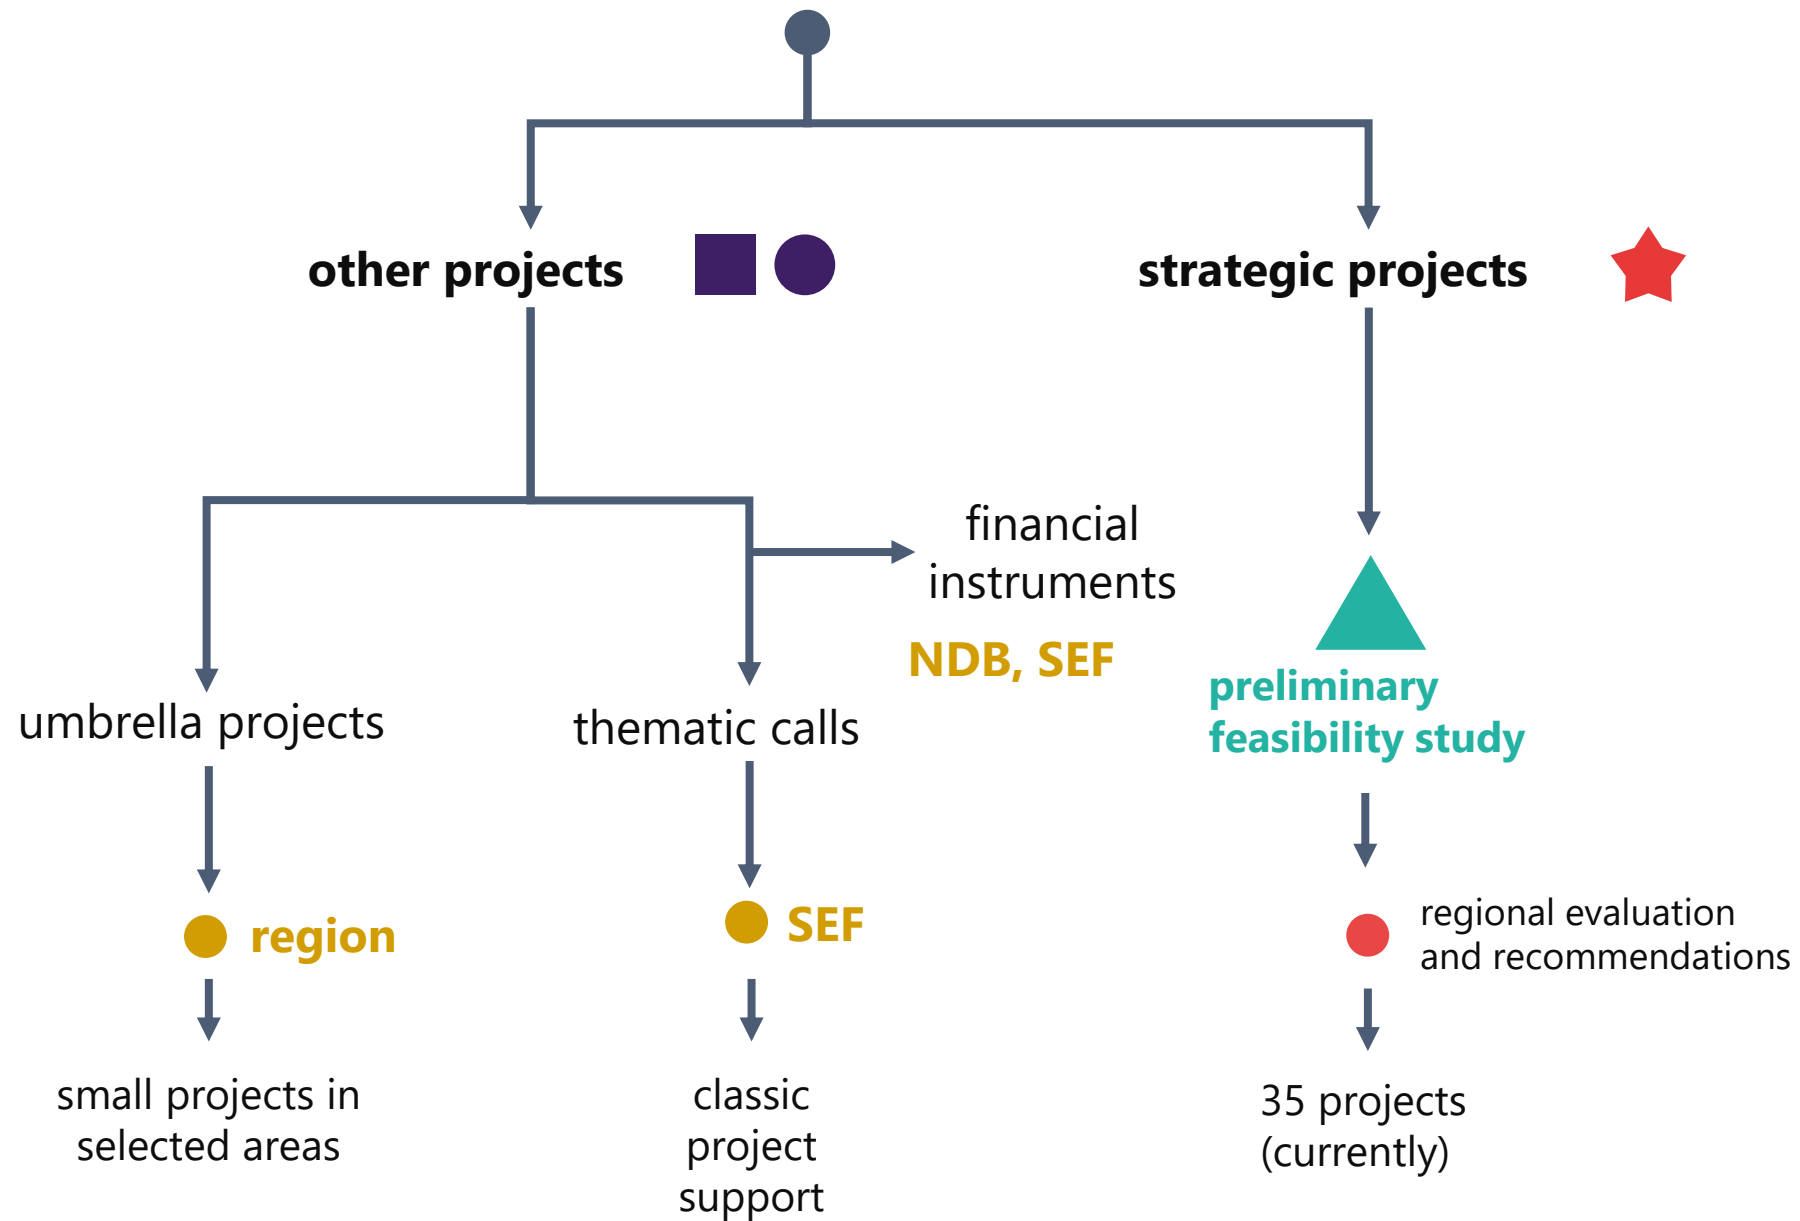 other projects
strategic projects
financial
instruments
NDB, SEF
umbrella projects
thematic calls
preliminary
feasibility study
region
SEF
regional evaluation
and recommendations
small projects in
selected areas
classic
project
support
35 projects
(currently)